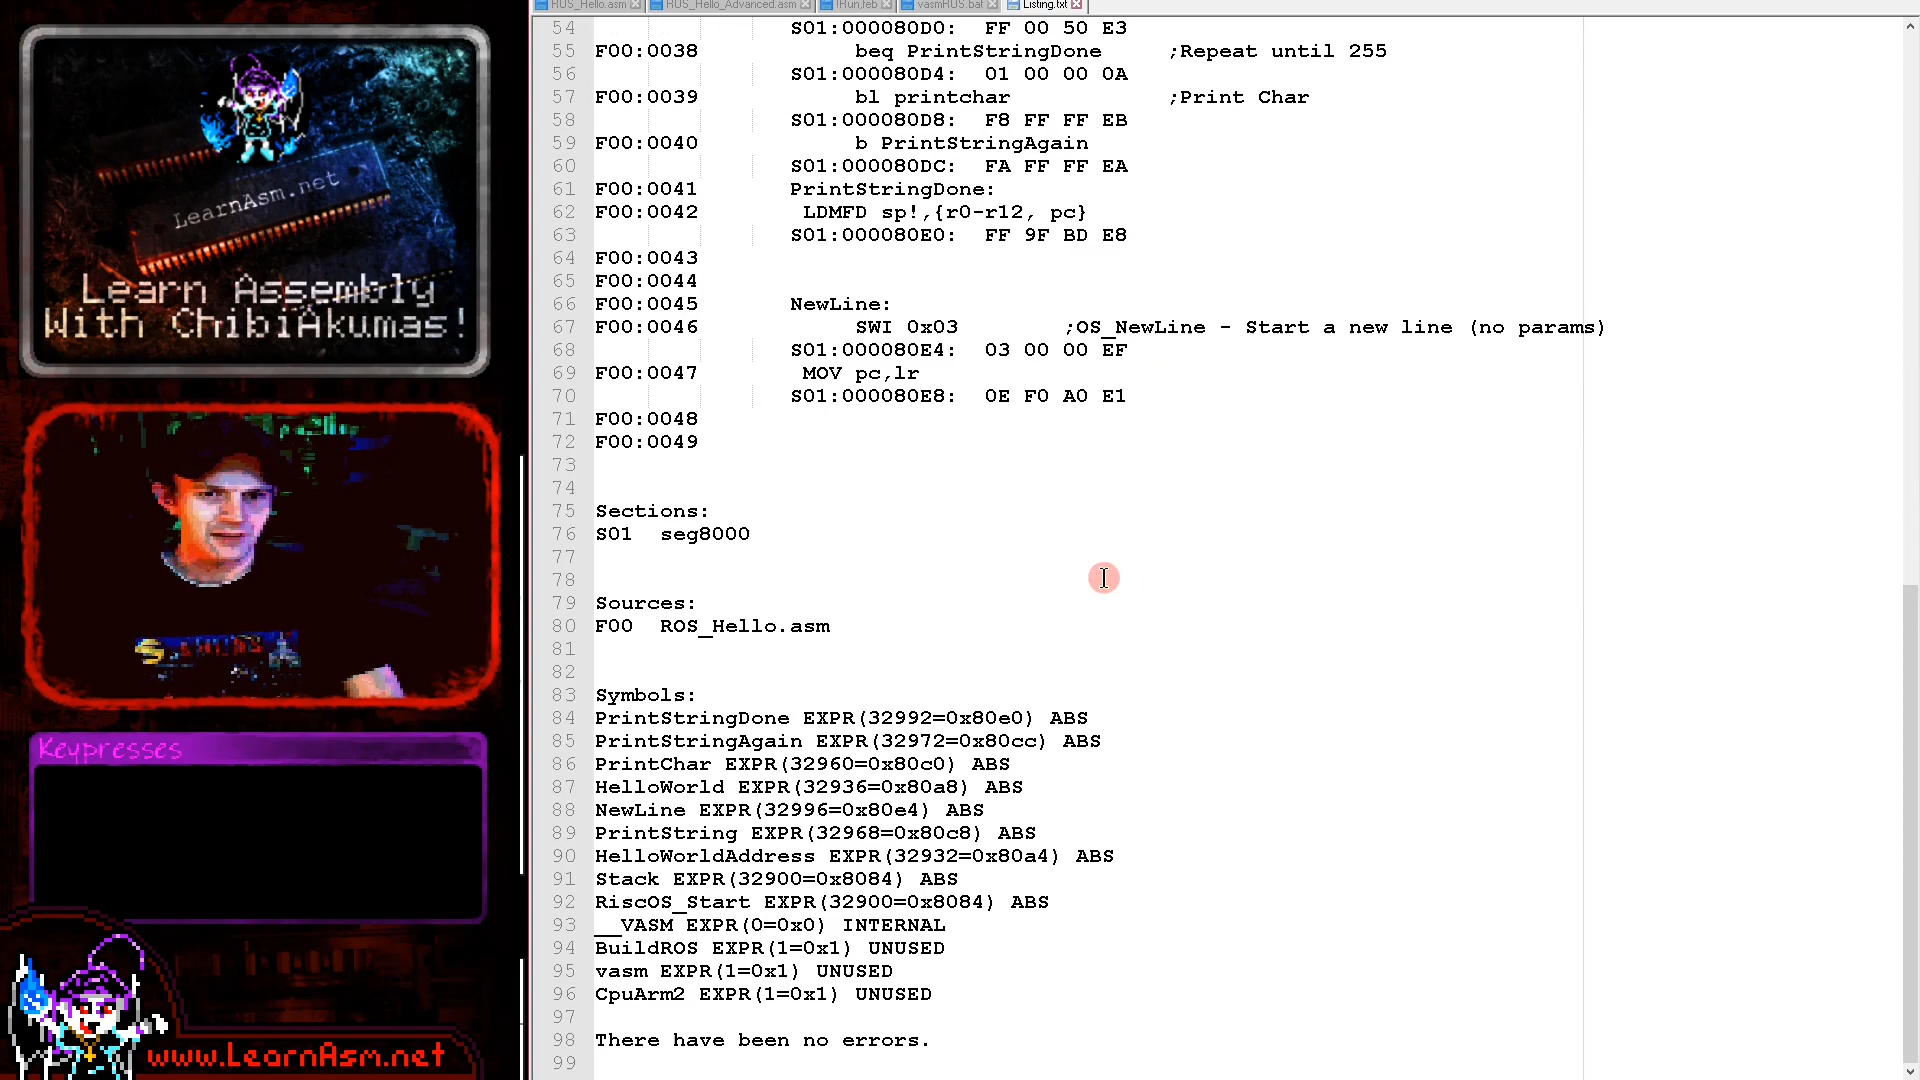 RUS_Hello.asm
RUS_Hello_Advanced.asm
!Run,feb
vasmRUS.bat
Listing.txt
LearnAsm.net
Learn Assembly
With ChibiAkumas!
Keypresses
www.LearnAsm.net
54 S01:000080D0: FF 00 50 E3
55 F00:0038 beq PrintStringDone ;Repeat until 255
56 S01:000080D4: 01 00 00 0A
57 F00:0039 bl printchar ;Print Char
58 S01:000080D8: F8 FF FF EB
59 F00:0040 b PrintStringAgain
60 S01:000080DC: FA FF FF EA
61 F00:0041 PrintStringDone:
62 F00:0042 LDMFD sp!,{r0-r12, pc}
63 S01:000080E0: FF 9F BD E8
64 F00:0043
65 F00:0044
66 F00:0045 NewLine:
67 F00:0046 SWI 0x03 ;OS_NewLine - Start a new line (no params)
68 S01:000080E4: 03 00 00 EF
69 F00:0047 MOV pc,lr
70 S01:000080E8: 0E F0 A0 E1
71 F00:0048
72 F00:0049
73
74
75 Sections:
76 S01 seg8000
77
78
79 Sources:
80 F00 ROS_Hello.asm
81
82
83 Symbols:
84 PrintStringDone EXPR(32992=0x80e0) ABS
85 PrintStringAgain EXPR(32972=0x80cc) ABS
86 PrintChar EXPR(32960=0x80c0) ABS
87 HelloWorld EXPR(32936=0x80a8) ABS
88 NewLine EXPR(32996=0x80e4) ABS
89 PrintString EXPR(32968=0x80c8) ABS
90 HelloWorldAddress EXPR(32932=0x80a4) ABS
91 Stack EXPR(32900=0x8084) ABS
92 RiscOS_Start EXPR(32900=0x8084) ABS
93 __VASM EXPR(0=0x0) INTERNAL
94 BuildROS EXPR(1=0x1) UNUSED
95 vasm EXPR(1=0x1) UNUSED
96 CpuArm2 EXPR(1=0x1) UNUSED
97
98 There have been no errors.
99